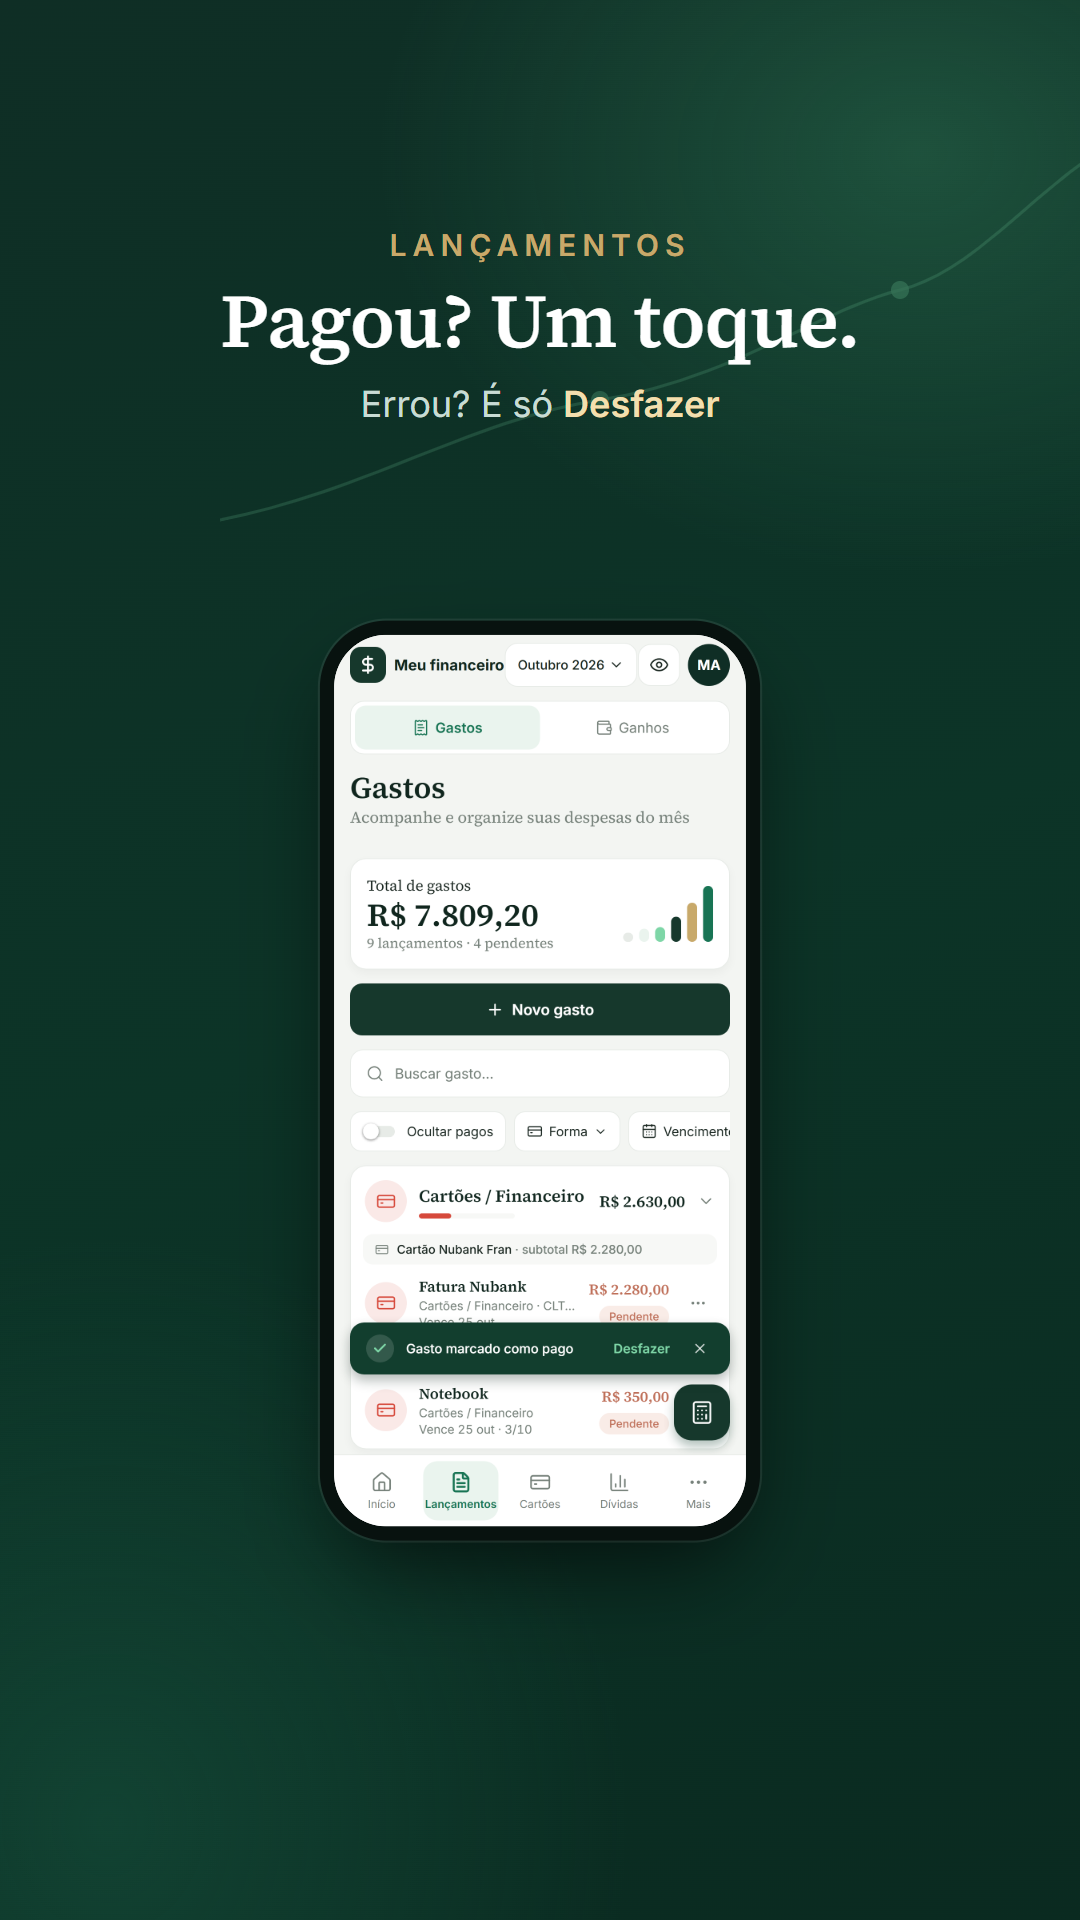 LANÇAMENTOS
Pagou? Um toque.
Errou? É só Desfazer
Meu financeiro
Outubro 2026
MA
Gastos
Ganhos
Gastos
Acompanhe e organize suas despesas do mês
Total de gastos
R$ 7.809,20
9 lançamentos · 4 pendentes
Novo gasto
Buscar gasto...
Ocultar pagos
Forma
Cartões / Financeiro
R$ 2.630,00
Cartão Nubank Fran · subtotal R$ 2.280,00
Fatura Nubank
R$ 2.280,00
Cartões / Financeiro · CLT...
Pendente
Vence 25 out
Gasto marcado como pago
Desfazer
Notebook
R$ 350,00
Cartões / Financeiro
Pendente
Vence 25 out · 3/10
Início
Lançamentos
Cartões
Dívidas
Mais